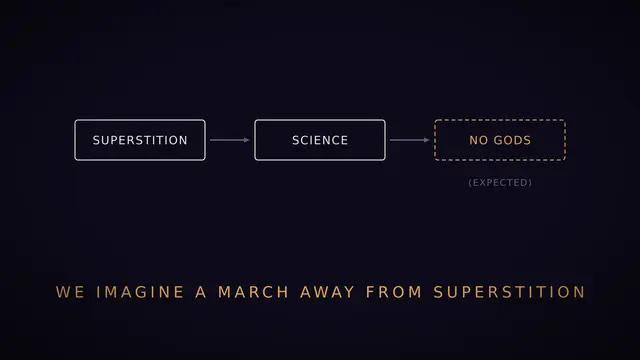 SUPERSTITION
SCIENCE
NO GODS
(EXPECTED)
WE IMAGINE A MARCH AWAY FROM SUPERSTITION